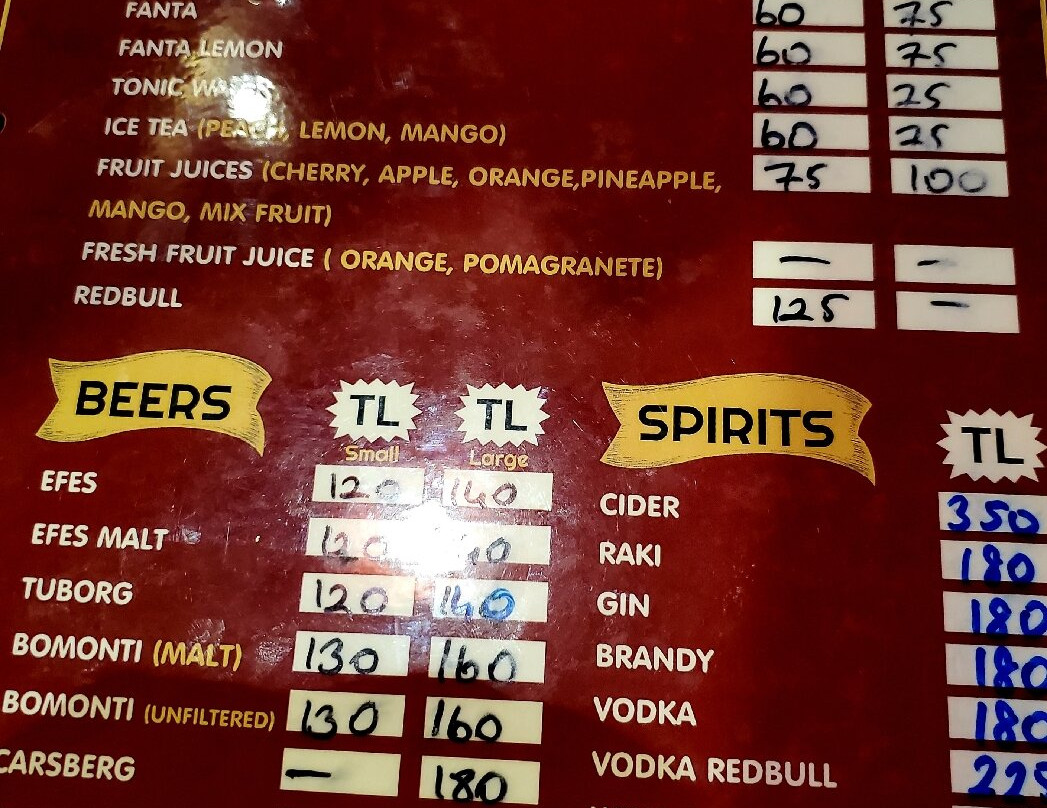 FANTA 60 75
FANTA LEMON 60 75
TONIC 60 25
ICE TEA (PEACH, LEMON, MANGO) 60 25
FRUIT JUICES (CHERRY, APPLE, ORANGE,PINEAPPLE, 75 100
MANGO, MIX FRUIT)
FRESH FRUIT JUICE ( ORANGE, POMAGRANETE) — —
REDBULL 125 —
BEERS TL TL
Small Large
EFES 120 140
EFES MALT 120
TUBORG 120 140
BOMONTI (MALT) 130 160
BOMONTI (UNFILTERED) 130 160
CARSBERG — 180
SPIRITS TL
CIDER 350
RAKI 180
GIN 180
BRANDY 180
VODKA 180
VODKA REDBULL 225